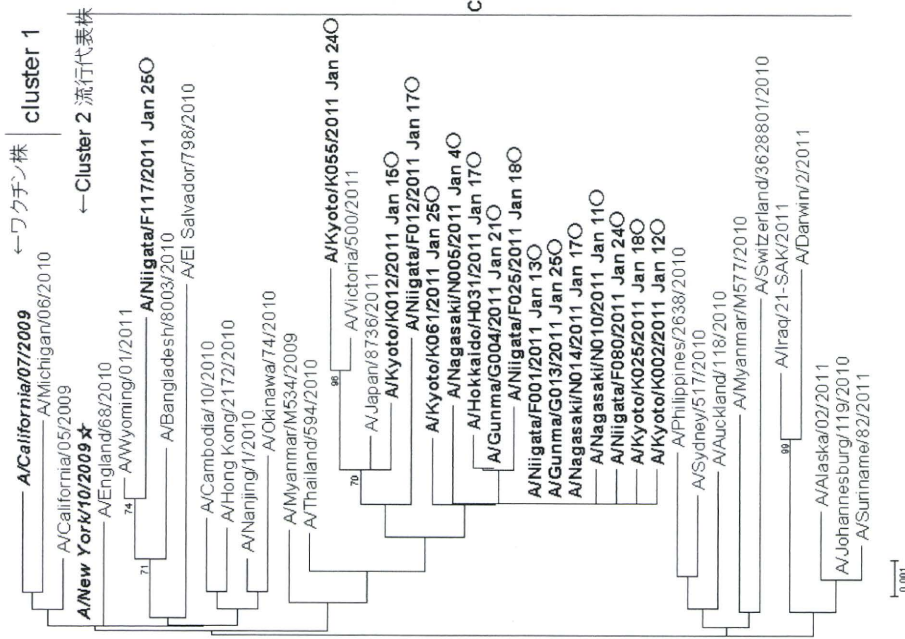 A/California/07/2009 ←ワクチン株
cluster 1
A/Michigan/06/2010
A/California/05/2009
A/New York/10/2009☆ ←Cluster 2 流行代表株
A/England/668/2010
A/Wyoming/01/2011
74
A/Niigata/F117/2011 Jan 25○
71
A/Bangladesh/8003/2010
A/El Salvador/798/2010
A/Cambodia/10/2010
A/Hong Kong/2172/2010
A/Nanjing/1/2010
A/Okinawa/74/2010
A/Myanmar/M534/2009
A/Thailand/594/2010
A/Kyoto/K055/2011 Jan 24○
A/Victoria/500/2011
A/Japan/8736/2011
70
A/Kyoto/K012/2011 Jan 15○
A/Niigata/F012/2011 Jan 17○
A/Kyoto/K061/2011 Jan 25○
A/Nagasaki/N005/2011 Jan 4○
A/Hokkaido/H031/2011 Jan 17○
A/Gunma/G004/2011 Jan 21○
A/Niigata/F025/2011 Jan 18○
A/Niigata/F001/2011 Jan 13○
A/Gunma/G013/2011 Jan 25○
A/Nagasaki/N014/2011 Jan 17○
A/Nagasaki/N010/2011 Jan 11○
A/Niigata/F080/2011 Jan 24○
A/Kyoto/K025/2011 Jan 18○
A/Kyoto/K002/2011 Jan 12○
A/Philippines/2638/2010
A/Sydney/517/2010
A/Auckland/118/2010
A/Myanmar/M577/2010
A/Switzerland/3628801/2010
A/Iraq/21-SAK/2011
99
A/Darwin/2/2011
A/Alaska/02/2011
A/Johannesburg/119/2010
A/Suriname/82/2011
0.001